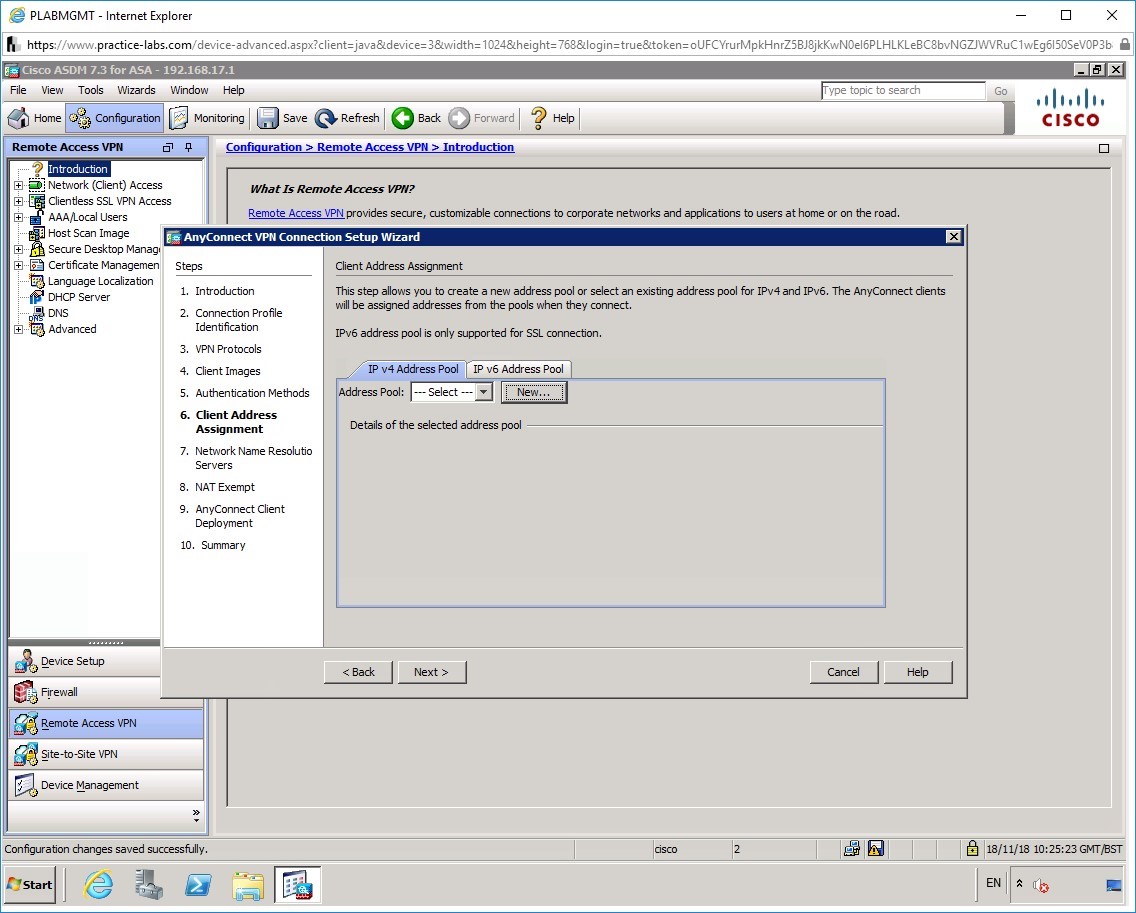 PLABMGMT - Internet Explorer
https://www.practice-labs.com/device-advanced.aspx?client=java&device=3&width=1024&height=768&login=true&token=
Cisco ASDM 7.3 for ASA - 192.168.17.1
File View Tools Wizards Window Help
Type topic to search Go
Home Configuration Monitoring Save Refresh Back Forward Help
CISCO
Remote Access VPN
Configuration > Remote Access VPN > Introduction
Introduction
Network (Client) Access
Clientless SSL VPN Access
AAA/Local Users
Host Scan Image
Secure Desktop Manag
Certificate Managemen
Language Localization
DHCP Server
DNS
Advanced
What Is Remote Access VPN?
Remote Access VPN provides secure, customizable connections to corporate networks and applications to users at home or on the road.
AnyConnect VPN Connection Setup Wizard
Steps
1. Introduction
2. Connection Profile
Identification
3. VPN Protocols
4. Client Images
5. Authentication Methods
6. Client Address
Assignment
7. Network Name Resolutio
Servers
8. NAT Exempt
9. AnyConnect Client
Deployment
10. Summary
Client Address Assignment
This step allows you to create a new address pool or select an existing address pool for IPv4 and IPv6. The AnyConnect clients
will be assigned addresses from the pools when they connect.
IPv6 address pool is only supported for SSL connection.
IP v4 Address Pool IP v6 Address Pool
Address Pool: --- Select --- New...
Details of the selected address pool
< Back Next > Cancel Help
Device Setup
Firewall
Remote Access VPN
Site-to-Site VPN
Device Management
Configuration changes saved successfully. cisco 2 18/11/18 10:25:23 GMT/BST
Start EN